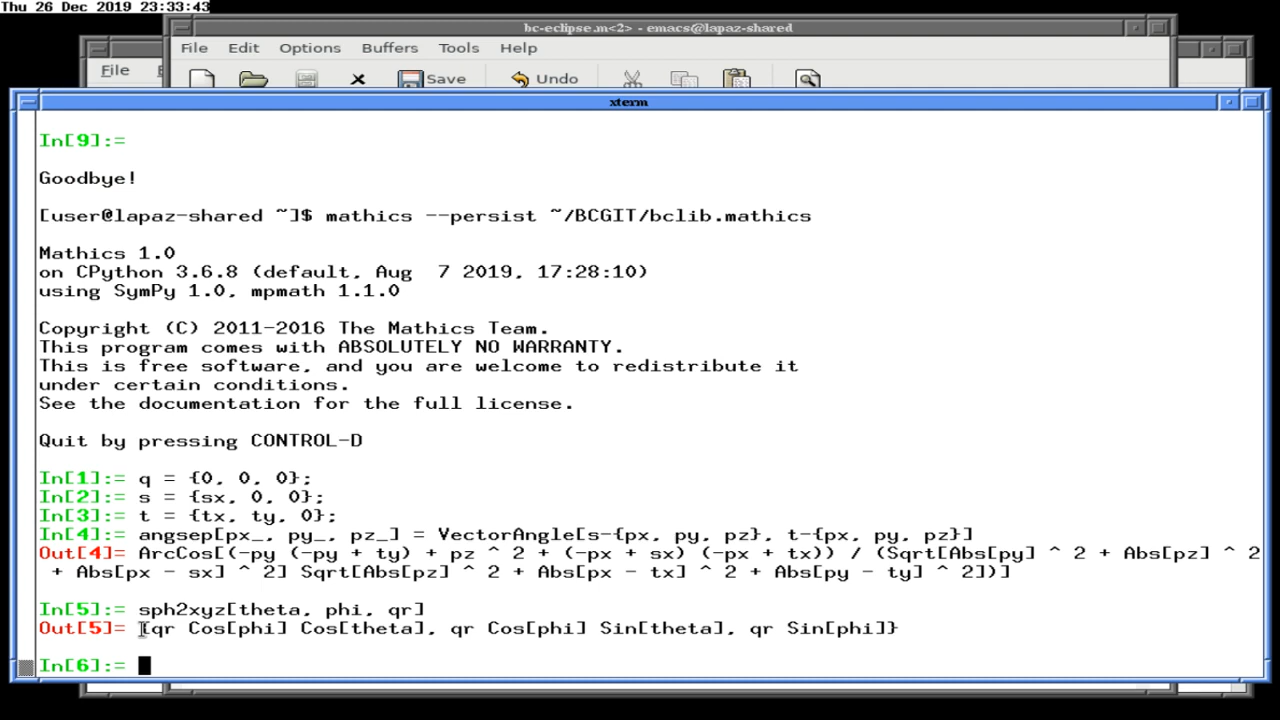 Thu 26 Dec 2019 23:33:43
bc-eclipse.m<2> - emacs@lapaz-shared
File Edit Options Buffers Tools Help
File
Save Undo
xterm
In[9]:=
Goodbye!
[user@lapaz-shared ~]$ mathics --persist ~/BCGIT/bclib.mathics
Mathics 1.0
on CPython 3.6.8 (default, Aug  7 2019, 17:28:10)
using SymPy 1.0, mpmath 1.1.0
Copyright (C) 2011-2016 The Mathics Team.
This program comes with ABSOLUTELY NO WARRANTY.
This is free software, and you are welcome to redistribute it
under certain conditions.
See the documentation for the full license.
Quit by pressing CONTROL-D
In[1]:= q = {0, 0, 0};
In[2]:= s = {sx, 0, 0};
In[3]:= t = {tx, ty, 0};
In[4]:= angsep[px_, py_, pz_] = VectorAngle[s-{px, py, pz}, t-{px, py, pz}]
Out[4]= ArcCos[(-py (-py + ty) + pz ^ 2 + (-px + sx) (-px + tx)) / (Sqrt[Abs[py] ^ 2 + Abs[pz] ^ 2
+ Abs[px - sx] ^ 2] Sqrt[Abs[pz] ^ 2 + Abs[px - tx] ^ 2 + Abs[py - ty] ^ 2])]
In[5]:= sph2xyz[theta, phi, qr]
Out[5]= {qr Cos[phi] Cos[theta], qr Cos[phi] Sin[theta], qr Sin[phi]}
In[6]:=